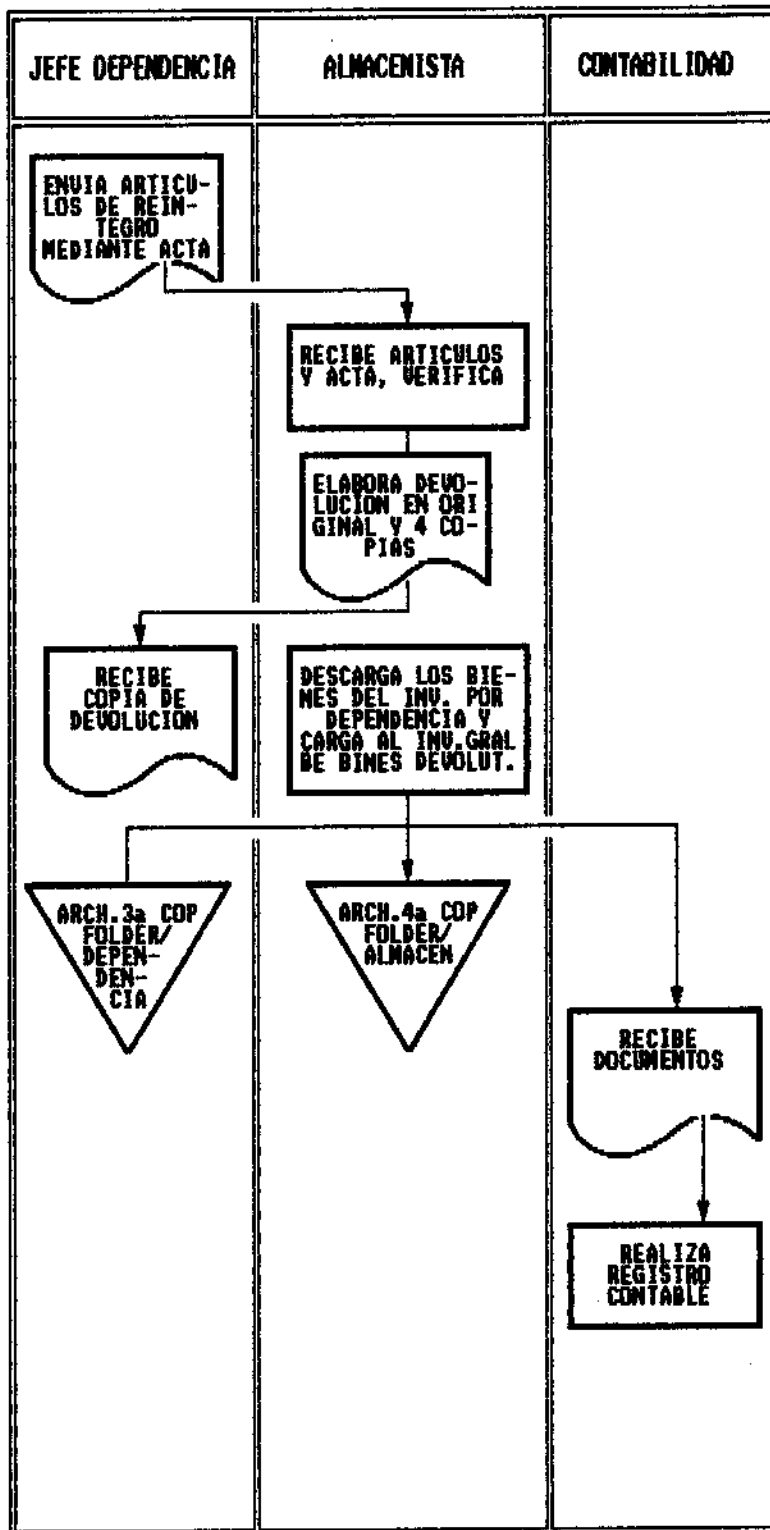 JEFE DEPENDENCIA
ALMACENISTA
CONTABILIDAD
ENVIA ARTICU-
LOS DE REIN-
TEGRO
MEDIANTE ACTA
RECIBE ARTICULOS
Y ACTA, VERIFICA
ELABORA DEVO-
LUCION EN ORI
GINAL Y 4 CO-
PIAS
RECIBE
COPIA DE
DEVOLUCION
DESCARGA LOS BIE-
NES DEL INV. POR
DEPENDENCIA Y
CARGA AL INV.GRAL
DE BINES DEVOLUT.
ARCH.3a COP
FOLDER/
DEPEN-
DEN-
CIA
ARCH.4a COP
FOLDER/
ALMACEN
RECIBE
DOCUMENTOS
REALIZA
REGISTRO
CONTABLE